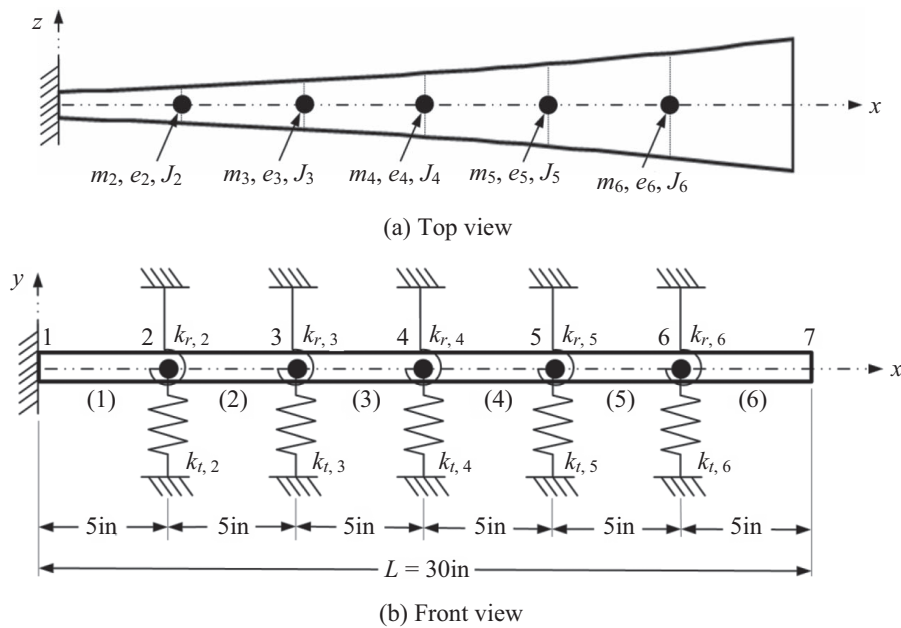 z
x
m2, e2, J2
m3, e3, J3
m4, e4, J4
m5, e5, J5
m6, e6, J6
(a) Top view
y
1 2 kr, 2 3 kr, 3 4 kr, 4 5 kr, 5 6 kr, 6 7
x
(1) (2) (3) (4) (5) (6)
kt, 2 kt, 3 kt, 4 kt, 5 kt, 6
5in 5in 5in 5in 5in 5in
L = 30in
(b) Front view